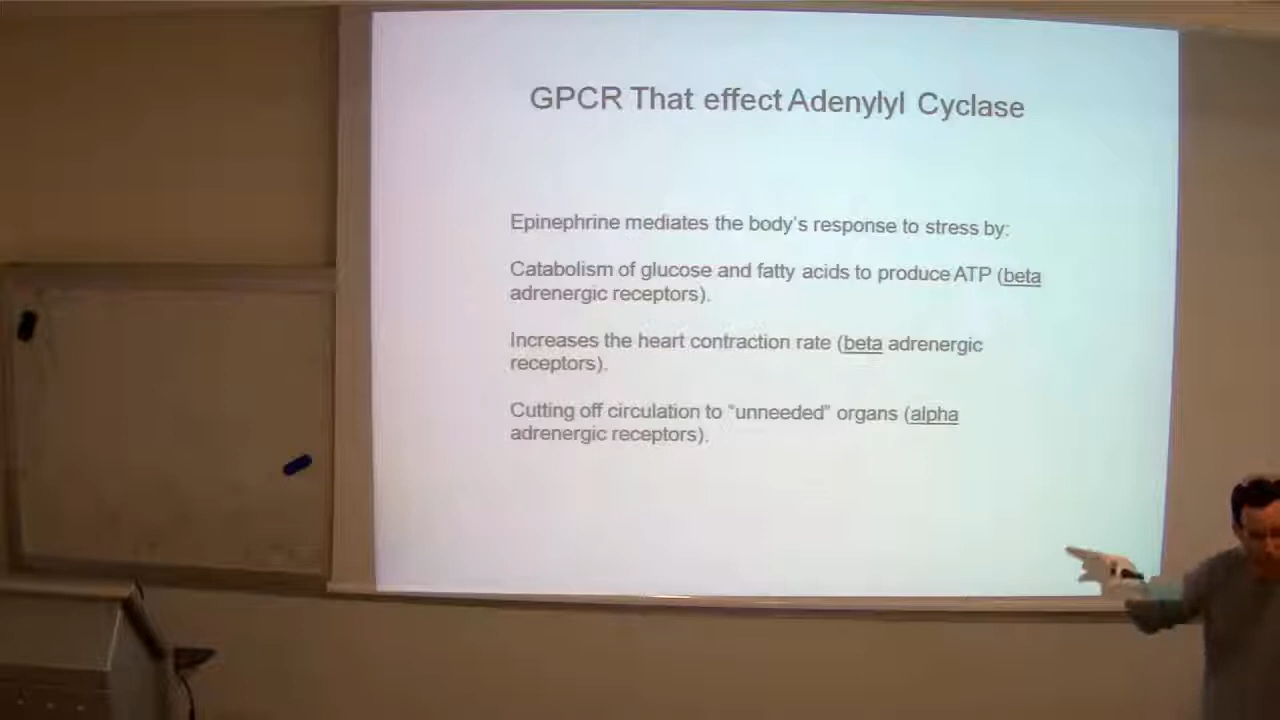 GPCR That effect Adenylyl Cyclase
Epinephrine mediates the body's response to stress by:
Catabolism of glucose and fatty acids to produce ATP (beta
adrenergic receptors).
Increases the heart contraction rate (beta adrenergic
receptors).
Cutting off circulation to "unneeded" organs (alpha
adrenergic receptors).